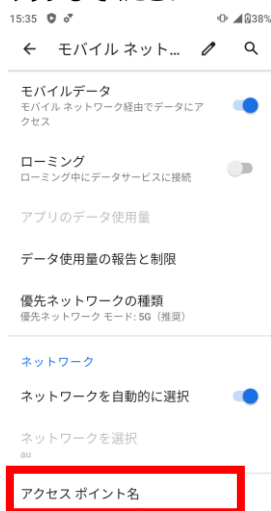 15:35 38%
モバイル ネット...
モバイルデータ
モバイル ネットワーク経由でデータにア
クセス
ローミング
ローミング中にデータサービスに接続
アプリのデータ使用量
データ使用量の報告と制限
優先ネットワークの種類
優先ネットワーク モード: 5G（推奨）
ネットワーク
ネットワークを自動的に選択
ネットワークを選択
au
アクセス ポイント名